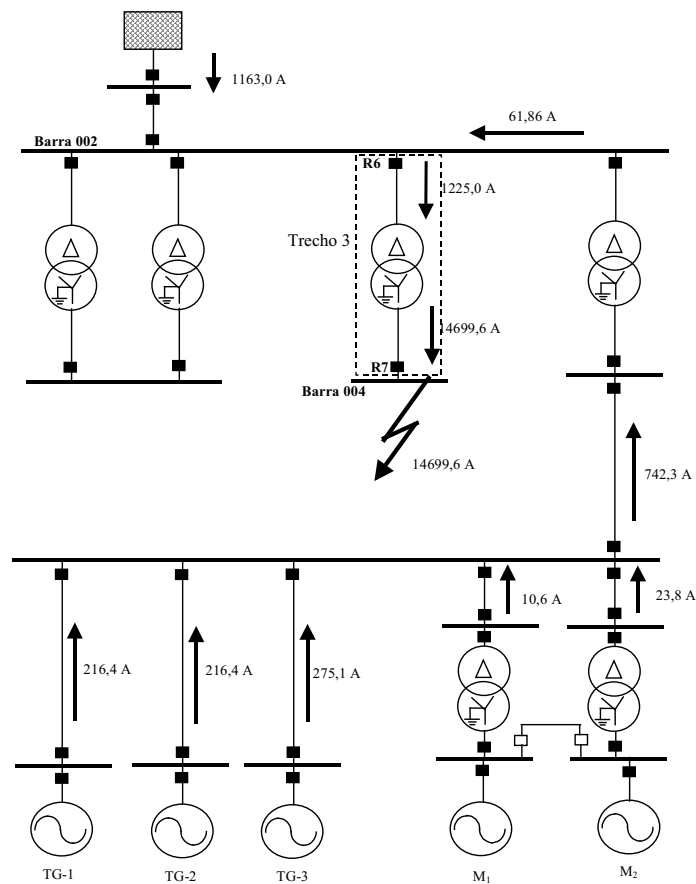 1163,0 A
61,86 A
Barra 002
R6
1225,0 A
Trecho 3
14699,6 A
R7
Barra 004
14699,6 A
742,3 A
10,6 A
23,8 A
216,4 A
216,4 A
275,1 A
TG-1
TG-2
TG-3
M1
M2